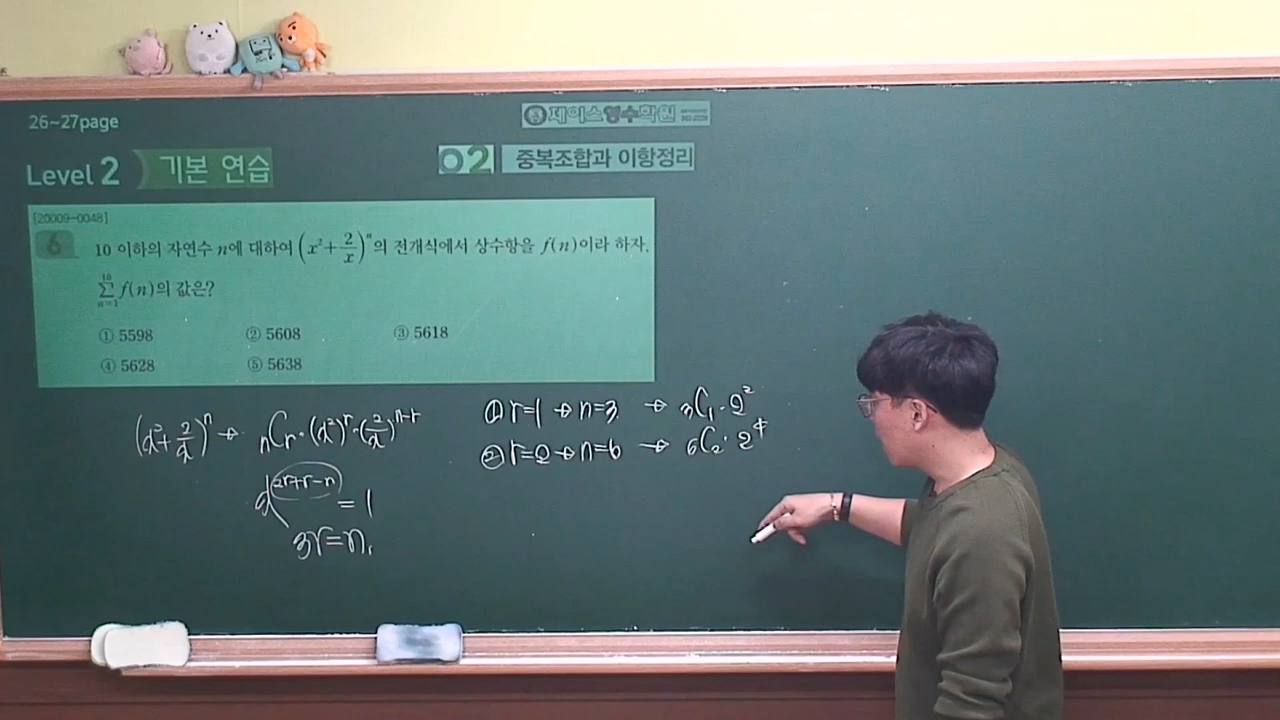 26~27page
제이스영수학원
Level 2 기본 연습
02 중복조합과 이항정리
[20009-0048]
6 10 이하의 자연수 n에 대하여 (x²+2/x)ⁿ의 전개식에서 상수항을 f(n)이라 하자.
∑_{n=1}^{10} f(n)의 값은?
① 5598 ② 5608 ③ 5618
④ 5628 ⑤ 5638
(x²+2/x)ⁿ → nCr·(x²)^r·(2/x)^{n-r}
x^{2r+r-n} = 1
3r=n
① r=1 → n=3 → 3C1·2²
② r=2 → n=6 → 6C2·2⁴